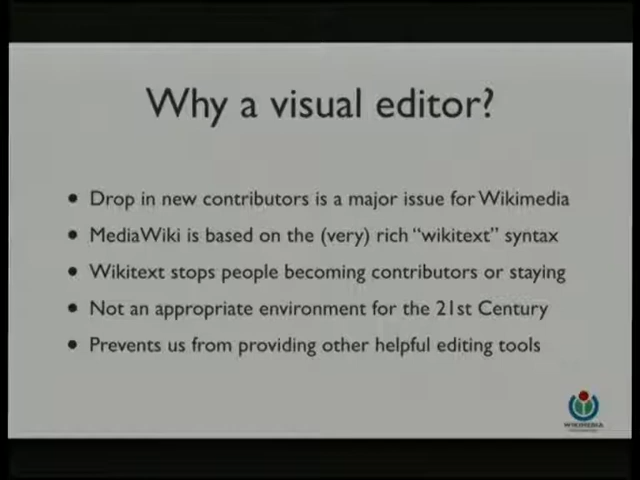 Why a visual editor?
• Drop in new contributors is a major issue for Wikimedia
• MediaWiki is based on the (very) rich “wikitext” syntax
• Wikitext stops people becoming contributors or staying
• Not an appropriate environment for the 21st Century
• Prevents us from providing other helpful editing tools
WIKIMEDIA